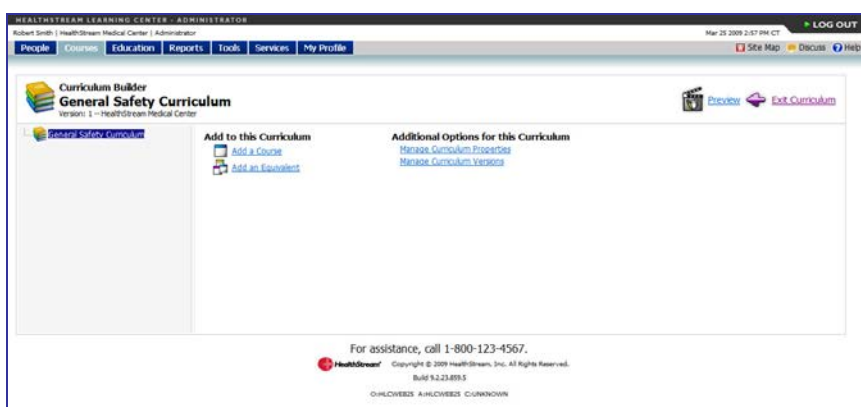 HEALTHSTREAM LEARNING CENTER - ADMINISTRATOR
LOG OUT
Robert Smith | HealthStream Medical Center | Administrator
Mar 25 2009 2:57 PM CT
People Courses Education Reports Tools Services My Profile
Site Map Discuss Help
Curriculum Builder
General Safety Curriculum
Version: 1 -- HealthStream Medical Center
Preview Exit Curriculum
General Safety Curriculum
Add to this Curriculum
Add a Course
Add an Equivalent
Additional Options for this Curriculum
Manage Curriculum Properties
Manage Curriculum Versions
For assistance, call 1-800-123-4567.
HealthStream Copyright © 2009 HealthStream, Inc. All Rights Reserved.
Build 9.2.23.859.5
O:HLCWEB25 A:HLCWEB25 C:UNKNOWN